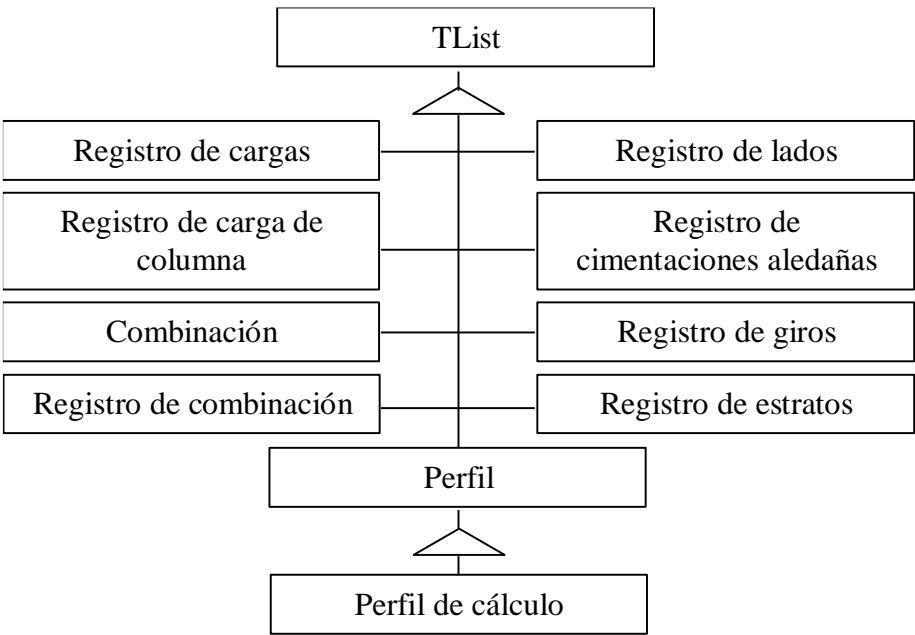 TList
Registro de cargas
Registro de lados
Registro de carga de
columna
Registro de
cimentaciones aledañas
Combinación
Registro de giros
Registro de combinación
Registro de estratos
Perfil
Perfil de cálculo